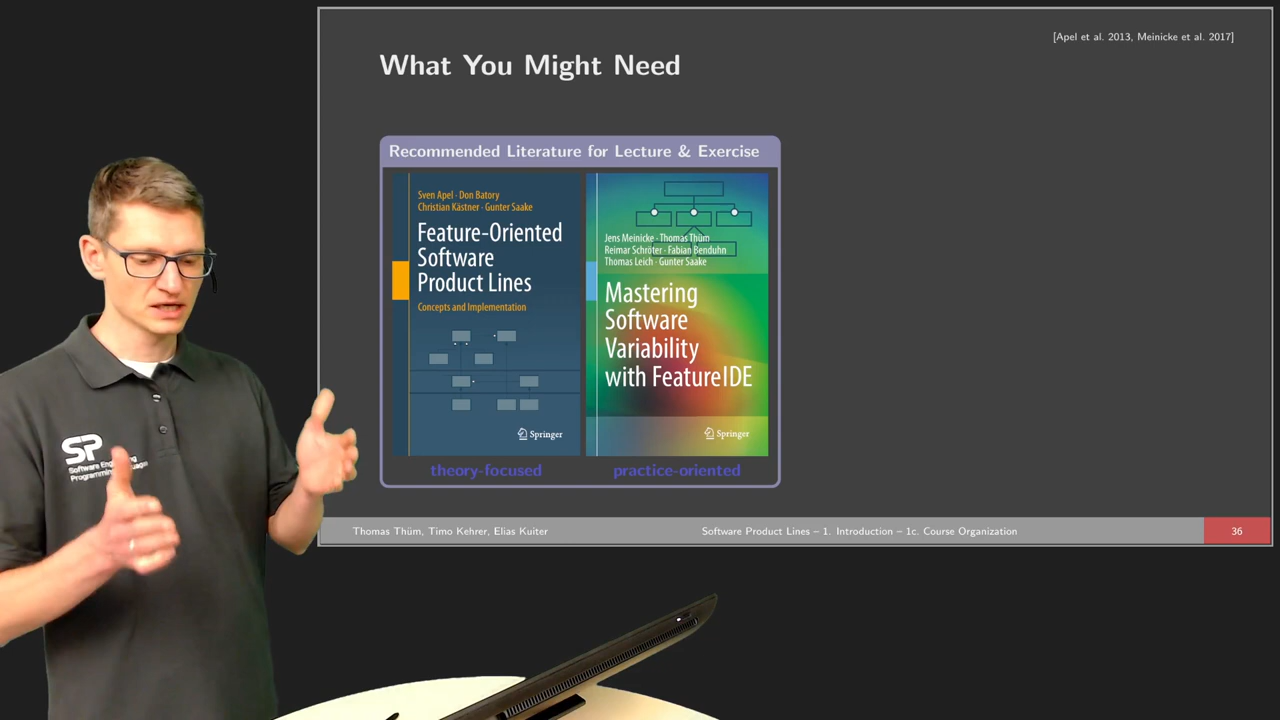 [Apel et al. 2013, Meinicke et al. 2017]
What You Might Need
Recommended Literature for Lecture & Exercise
Sven Apel · Don Batory
Christian Kästner · Gunter Saake
Feature-Oriented
Software
Product Lines
Concepts and Implementation
Springer
theory-focused
Jens Meinicke · Thomas Thüm
Reimar Schröter · Fabian Benduhn
Thomas Leich · Gunter Saake
Mastering
Software
Variability
with FeatureIDE
Springer
practice-oriented
SP
Software Engineering
Programming
Thomas Thüm, Timo Kehrer, Elias Kuiter
Software Product Lines – 1. Introduction – 1c. Course Organization
36